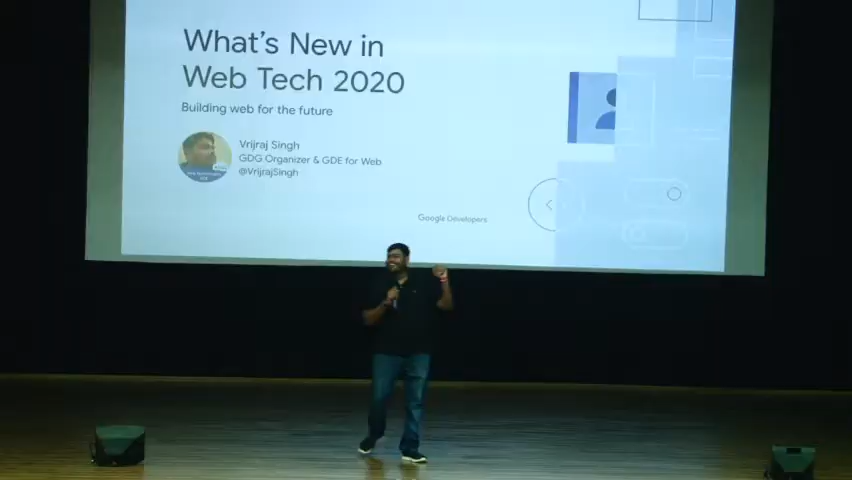 What's New in
Web Tech 2020
Building web for the future
Vrijraj Singh
GDG Organizer & GDE for Web
@VrijrajSingh
Google Developers